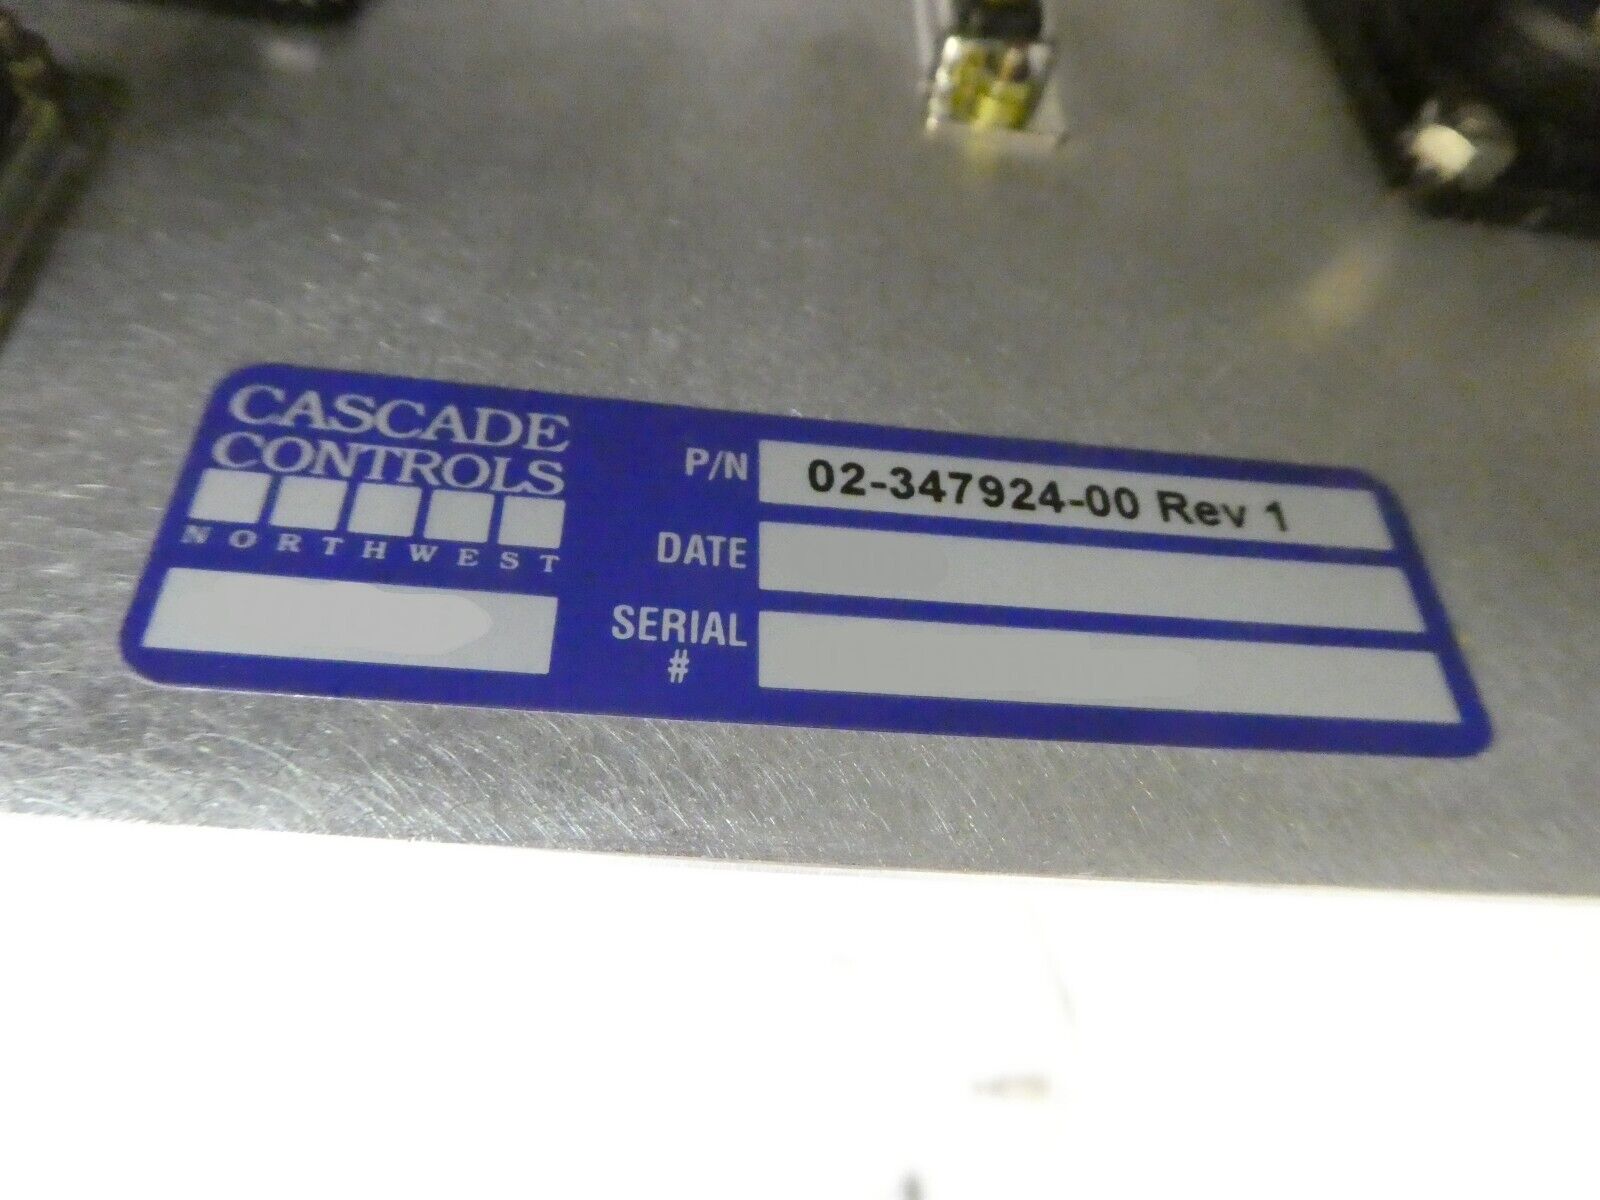 CASCADE
CONTROLS
NORTHWEST
P/N 02-347924-00 Rev 1
DATE
SERIAL
#